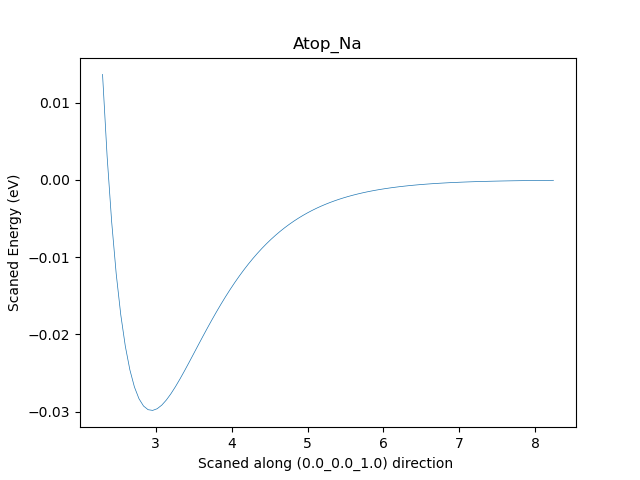 Atop_Na
Scaned Energy (eV)
0.01
0.00
−0.01
−0.02
−0.03
3 4 5 6 7 8
Scaned along (0.0_0.0_1.0) direction